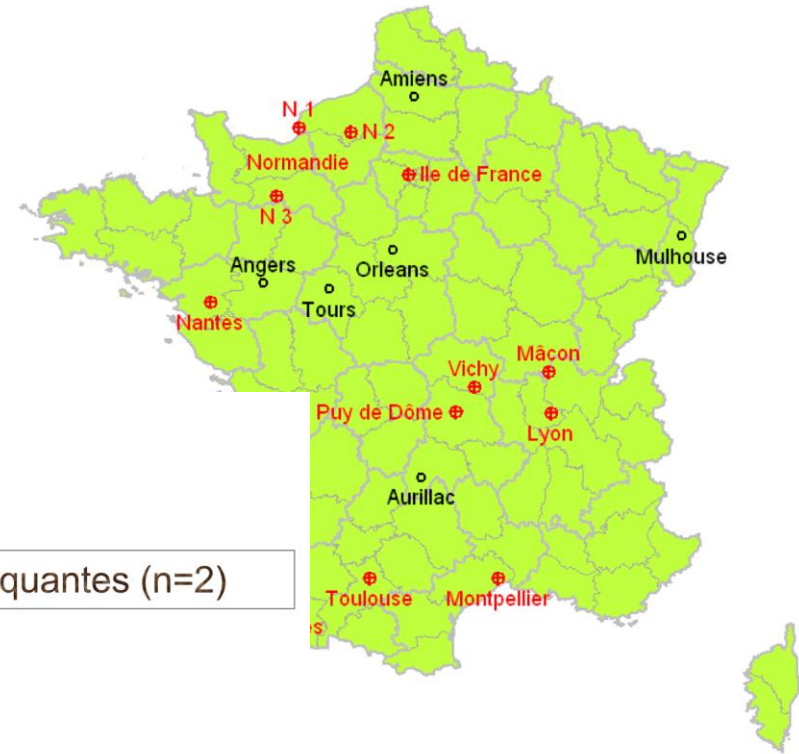 Amiens
N 1
N 2
Normandie
Ile de France
N 3
Mulhouse
Angers
Orleans
Tours
Nantes
Mâcon
Vichy
Puy de Dôme
Lyon
Aurillac
quantes (n=2)
Toulouse
Montpellier